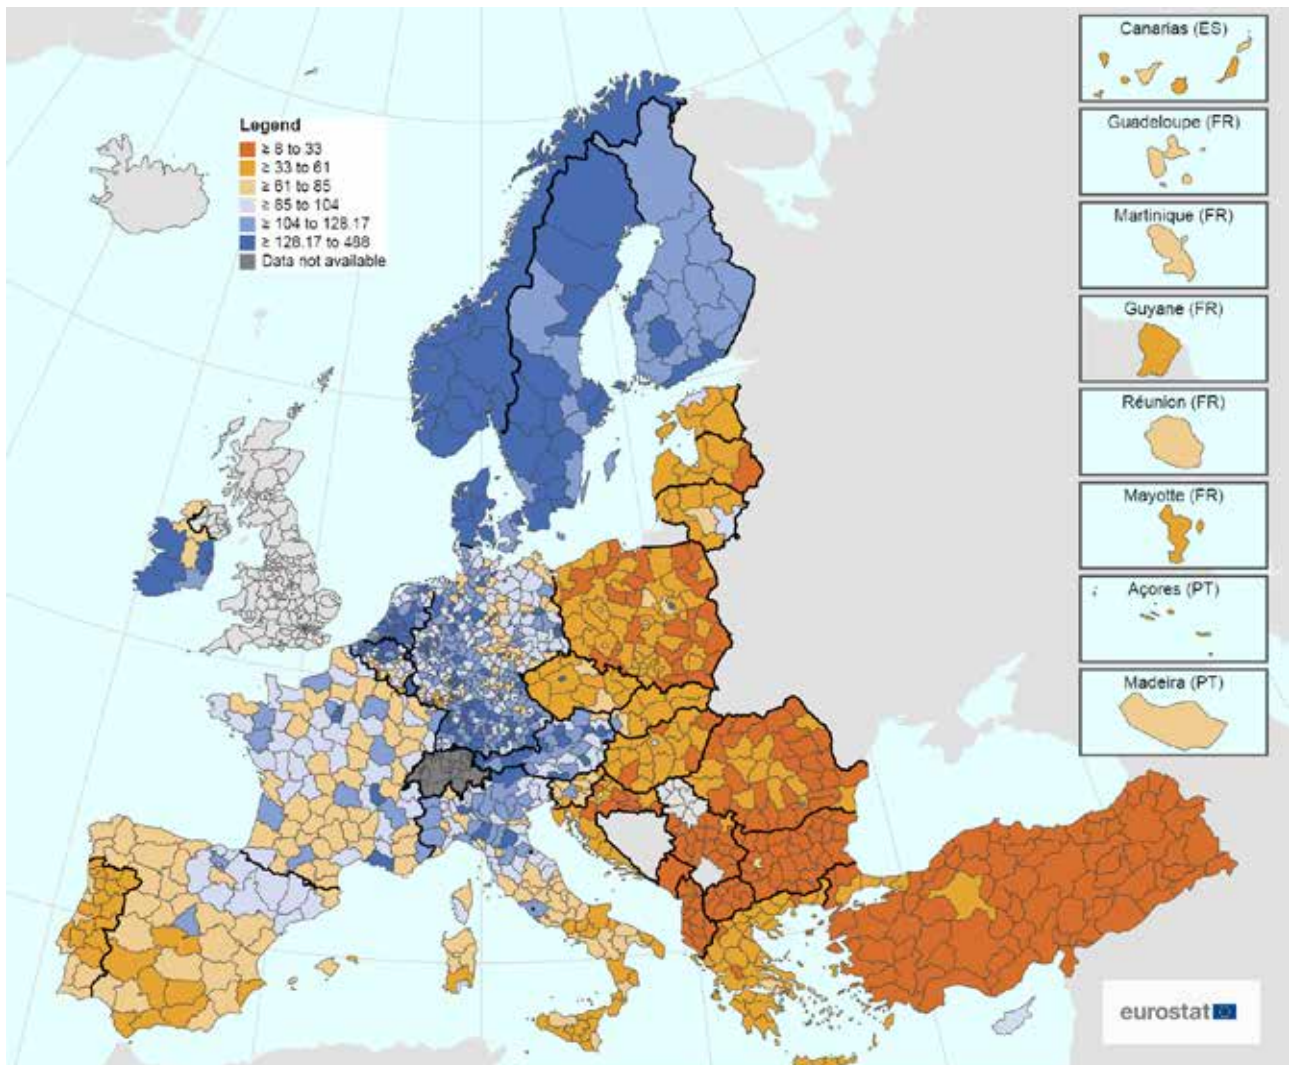 Legend
≥ 8 to 33
≥ 33 to 61
≥ 61 to 85
≥ 85 to 104
≥ 104 to 128.17
≥ 128.17 to 488
Data not available
Canarias (ES)
Guadeloupe (FR)
Martinique (FR)
Guyane (FR)
Réunion (FR)
Mayotte (FR)
Açores (PT)
Madeira (PT)
eurostat